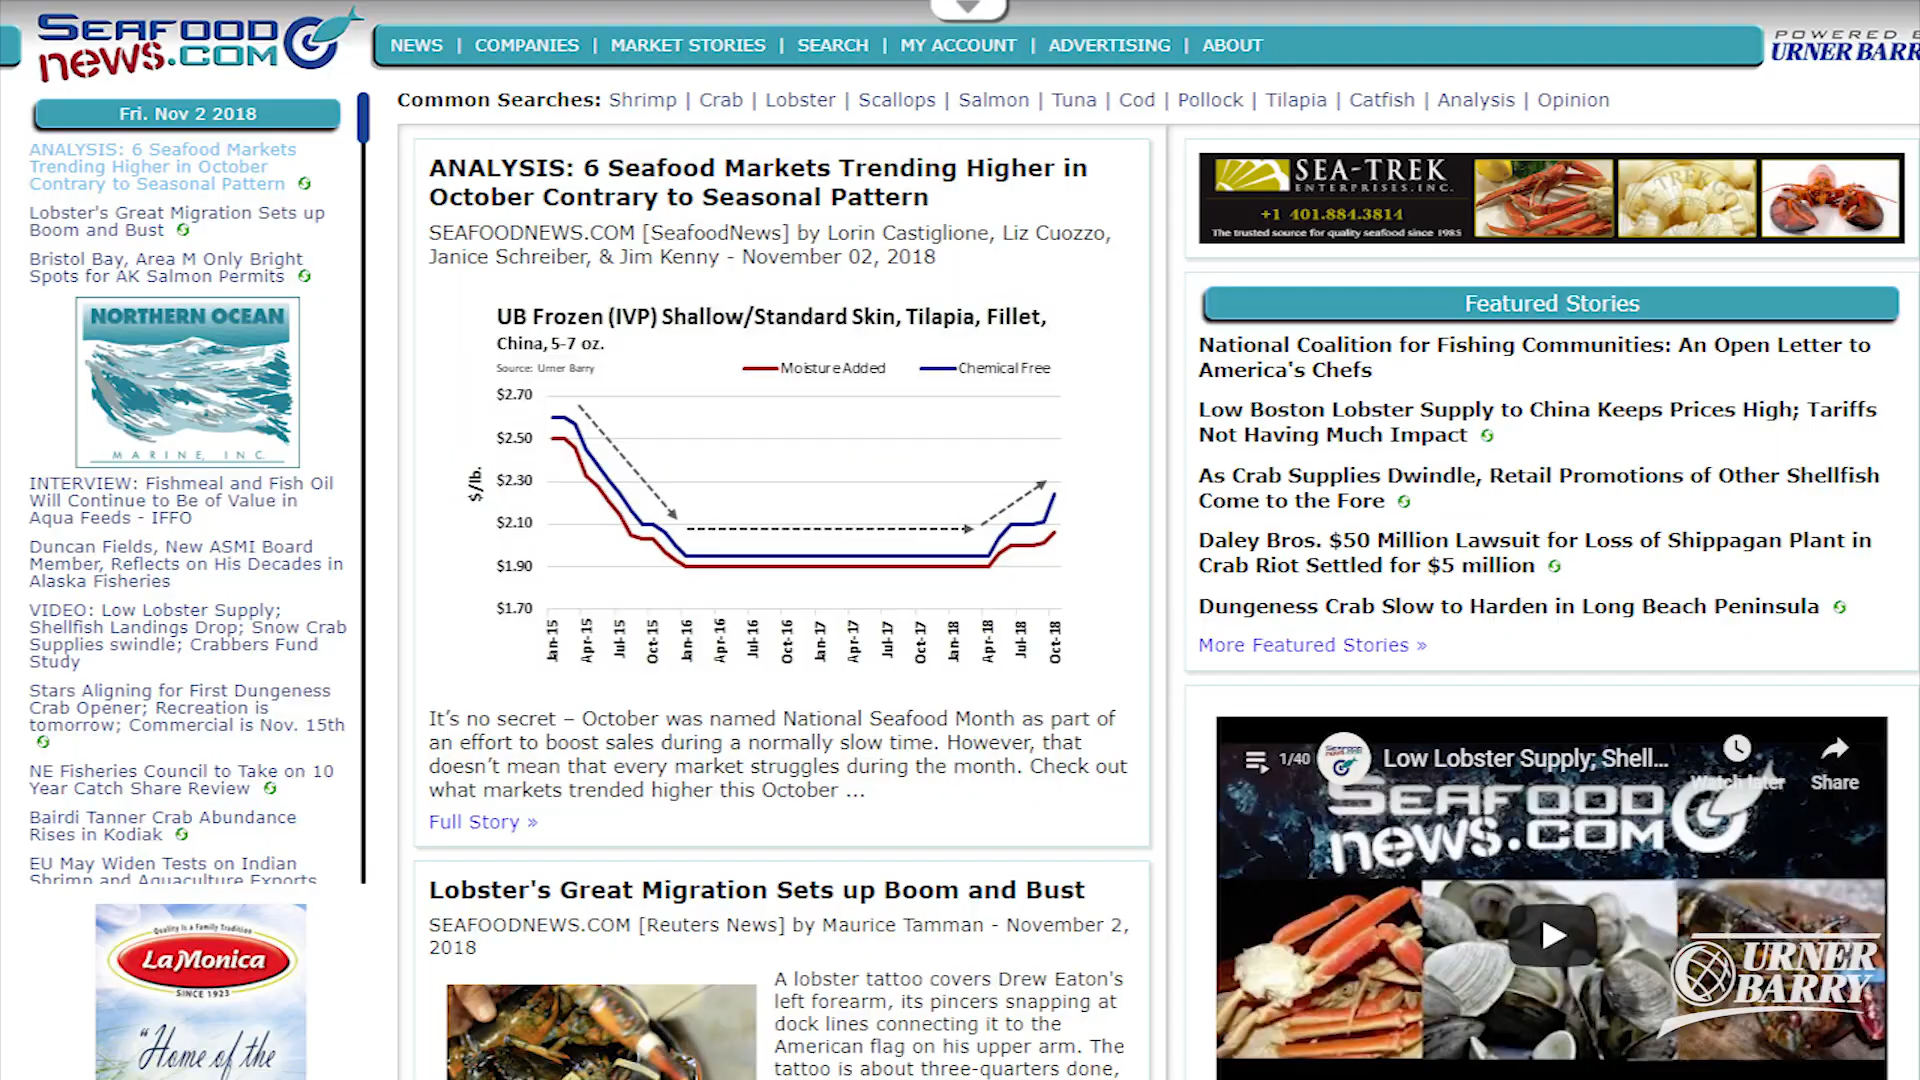 SEAFOOD
news.COM
NEWS | COMPANIES | MARKET STORIES | SEARCH | MY ACCOUNT | ADVERTISING | ABOUT
POWERED
URNER BARR
Common Searches: Shrimp | Crab | Lobster | Scallops | Salmon | Tuna | Cod | Pollock | Tilapia | Catfish | Analysis | Opinion
Fri. Nov 2 2018
ANALYSIS: 6 Seafood Markets
Trending Higher in October
Contrary to Seasonal Pattern
Lobster's Great Migration Sets up
Boom and Bust
Bristol Bay, Area M Only Bright
Spots for AK Salmon Permits
NORTHERN OCEAN
MARINE, INC.
INTERVIEW: Fishmeal and Fish Oil
Will Continue to Be of Value in
Aqua Feeds - IFFO
Duncan Fields, New ASMI Board
Member, Reflects on His Decades in
Alaska Fisheries
VIDEO: Low Lobster Supply;
Shellfish Landings Drop; Snow Crab
Supplies swindle; Crabbers Fund
Study
Stars Aligning for First Dungeness
Crab Opener; Recreation is
tomorrow; Commercial is Nov. 15th
NE Fisheries Council to Take on 10
Year Catch Share Review
Bairdi Tanner Crab Abundance
Rises in Kodiak
EU May Widen Tests on Indian
Shrimp and Aquaculture Exports
Quality Is a Family Tradition
LaMonica
SINCE 1923
"Home of the
ANALYSIS: 6 Seafood Markets Trending Higher in
October Contrary to Seasonal Pattern
SEAFOODNEWS.COM [SeafoodNews] by Lorin Castiglione, Liz Cuozzo,
Janice Schreiber, & Jim Kenny - November 02, 2018
UB Frozen (IVP) Shallow/Standard Skin, Tilapia, Fillet,
China, 5-7 oz.
Source: Urner Barry
Moisture Added
Chemical Free
$/lb.
$2.70
$2.50
$2.30
$2.10
$1.90
$1.70
Jan-15
Apr-15
Jul-15
Oct-15
Jan-16
Apr-16
Jul-16
Oct-16
Jan-17
Apr-17
Jul-17
Oct-17
Jan-18
Apr-18
Jul-18
Oct-18
It’s no secret – October was named National Seafood Month as part of
an effort to boost sales during a normally slow time. However, that
doesn’t mean that every market struggles during the month. Check out
what markets trended higher this October ...
Full Story »
Lobster's Great Migration Sets up Boom and Bust
SEAFOODNEWS.COM [Reuters News] by Maurice Tamman - November 2,
2018
A lobster tattoo covers Drew Eaton's
left forearm, its pincers snapping at
dock lines connecting it to the
American flag on his upper arm. The
tattoo is about three-quarters done,
SEA-TREK
ENTERPRISES, INC.
+1 401.884.3814
The trusted source for quality seafood since 1985
Featured Stories
National Coalition for Fishing Communities: An Open Letter to
America's Chefs
Low Boston Lobster Supply to China Keeps Prices High; Tariffs
Not Having Much Impact
As Crab Supplies Dwindle, Retail Promotions of Other Shellfish
Come to the Fore
Daley Bros. $50 Million Lawsuit for Loss of Shippagan Plant in
Crab Riot Settled for $5 million
Dungeness Crab Slow to Harden in Long Beach Peninsula
More Featured Stories »
1/40
Low Lobster Supply; Shell...
Watch later
Share
SEAFOOD
news.COM
URNER
BARRY